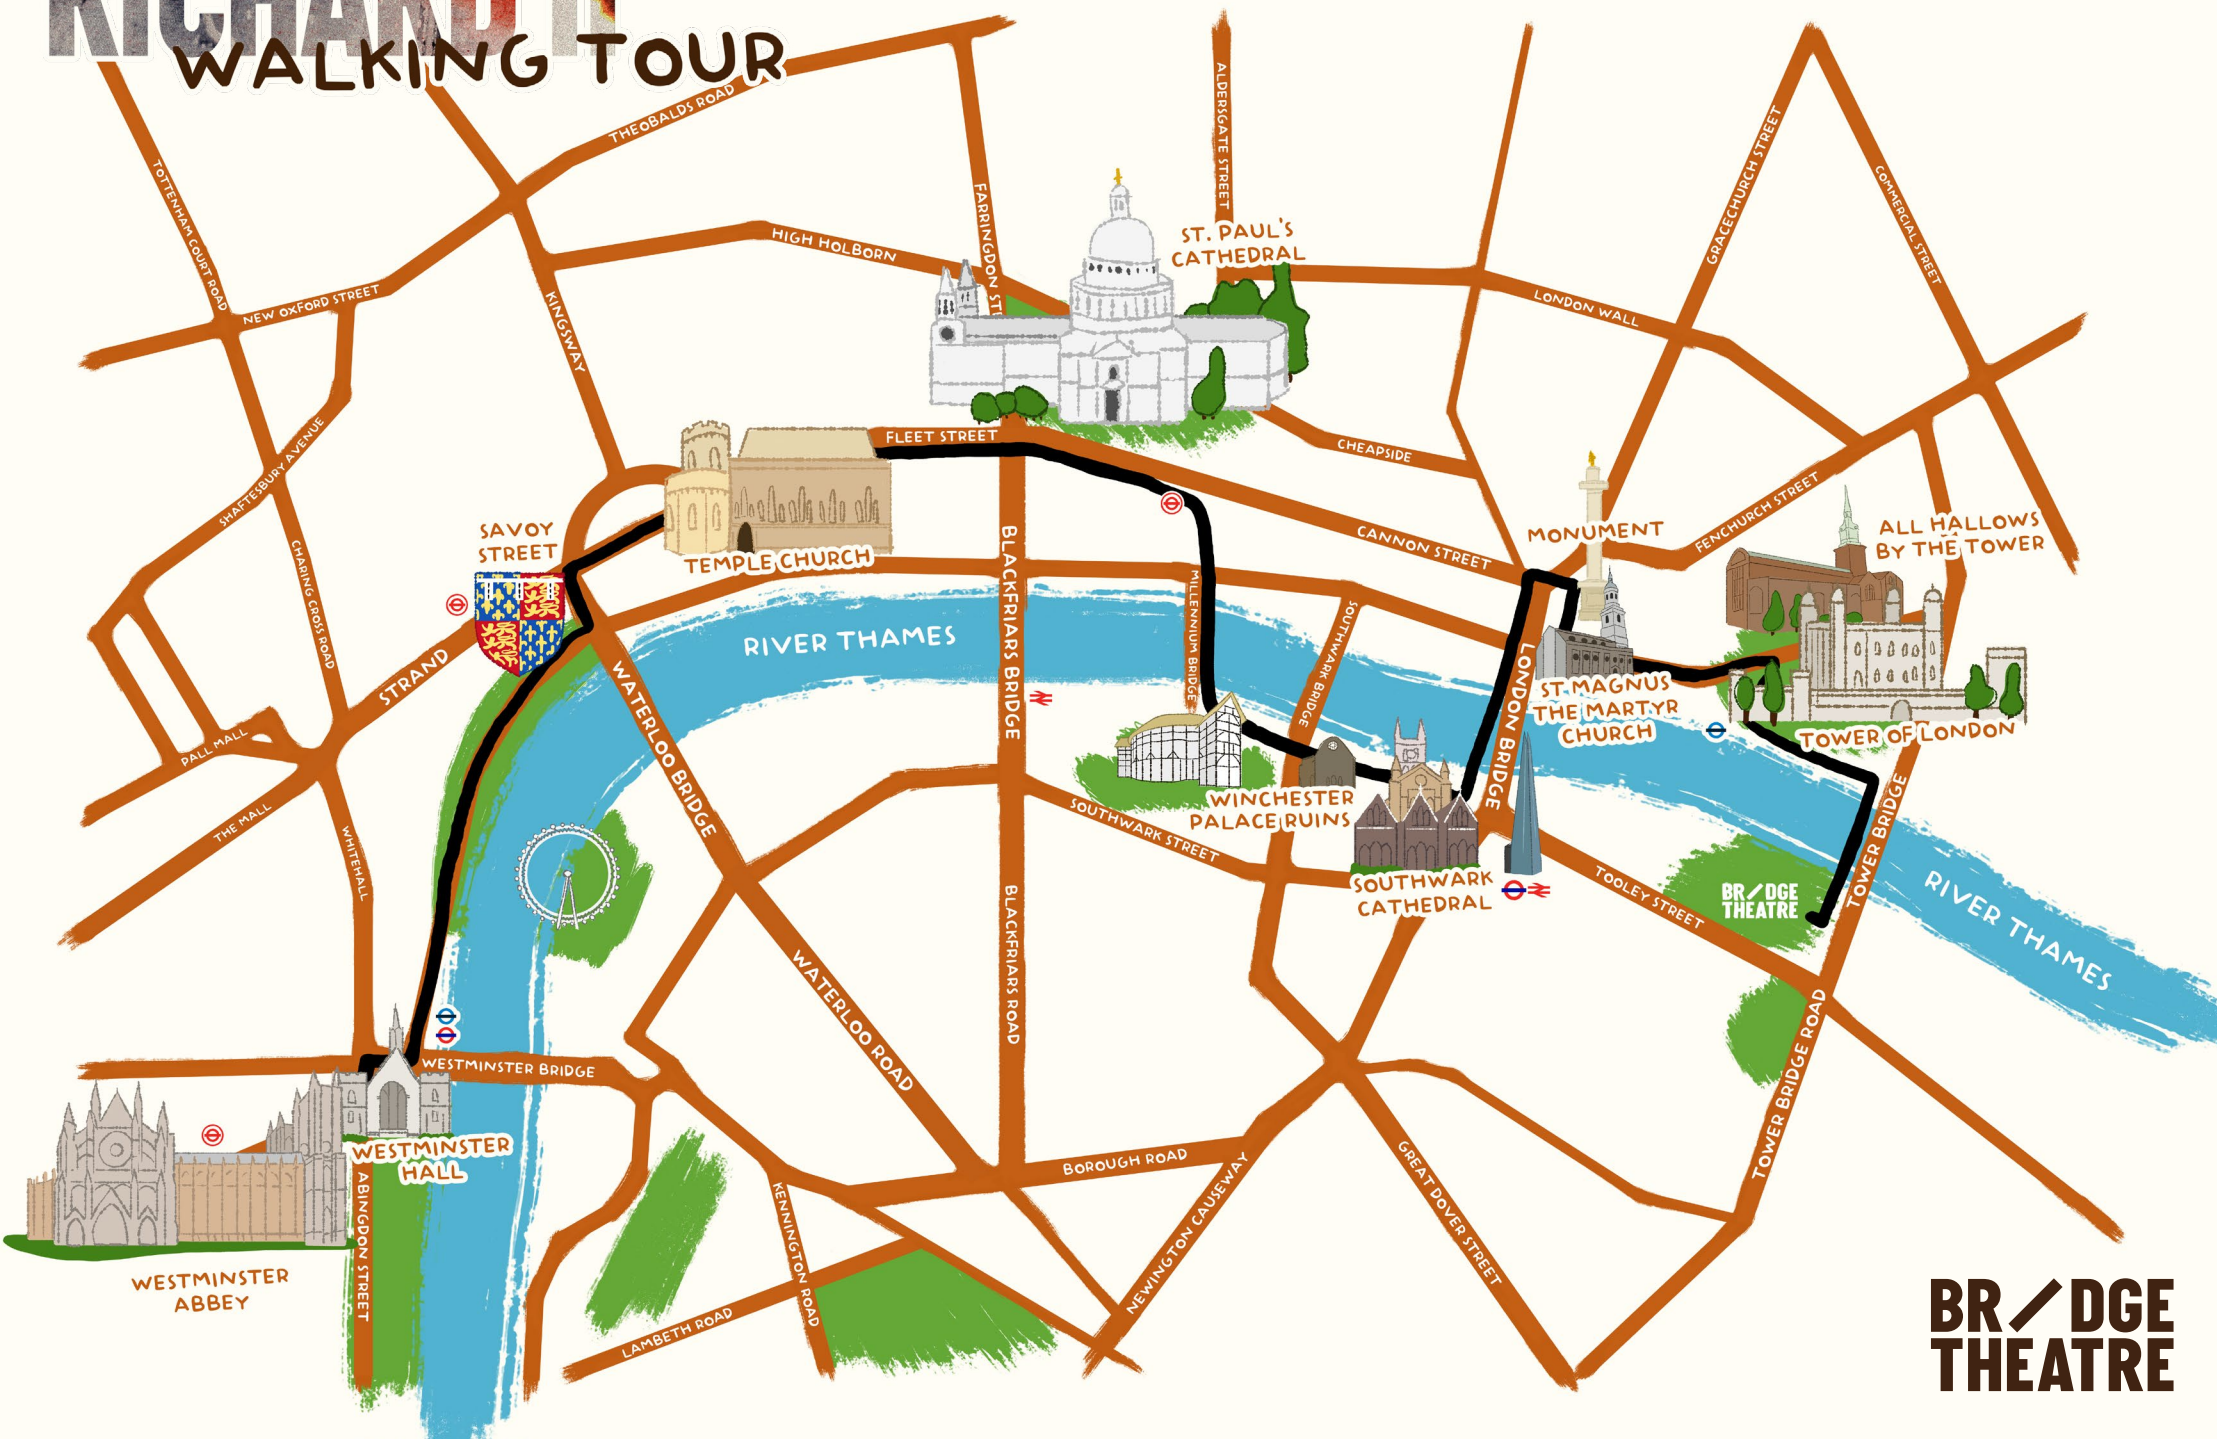 RICHARD II
WALKING TOUR
THEOBALDS ROAD
TOTTENHAM COURT ROAD
NEW OXFORD STREET
HIGH HOLBORN
KINGSWAY
FARRINGDON ST
ALDERSGATE STREET
ST. PAUL'S
CATHEDRAL
LONDON WALL
GRACECHURCH STREET
COMMERCIAL STREET
SHAFTESBURY AVENUE
CHARING CROSS ROAD
FLEET STREET
CHEAPSIDE
CANNON STREET
MONUMENT
FENCHURCH STREET
ALL HALLOWS
BY THE TOWER
SAVOY
STREET
TEMPLE CHURCH
STRAND
RIVER THAMES
BLACKFRIARS BRIDGE
MILLENNIUM BRIDGE
SOUTHWARK BRIDGE
LONDON BRIDGE
ST MAGNUS
THE MARTYR
CHURCH
TOWER OF LONDON
PALL MALL
THE MALL
WHITEHALL
WATERLOO BRIDGE
SOUTHWARK STREET
WINCHESTER
PALACE RUINS
SOUTHWARK
CATHEDRAL
TOOLEY STREET
BR/DGE
THEATRE
TOWER BRIDGE
RIVER THAMES
WATERLOO ROAD
BLACKFRIARS ROAD
WESTMINSTER BRIDGE
WESTMINSTER
HALL
ABINGDON STREET
WESTMINSTER
ABBEY
KENNINGTON ROAD
LAMBETH ROAD
BOROUGH ROAD
NEWINGTON CAUSEWAY
GREAT DOVER STREET
TOWER BRIDGE ROAD
BR/DGE
THEATRE